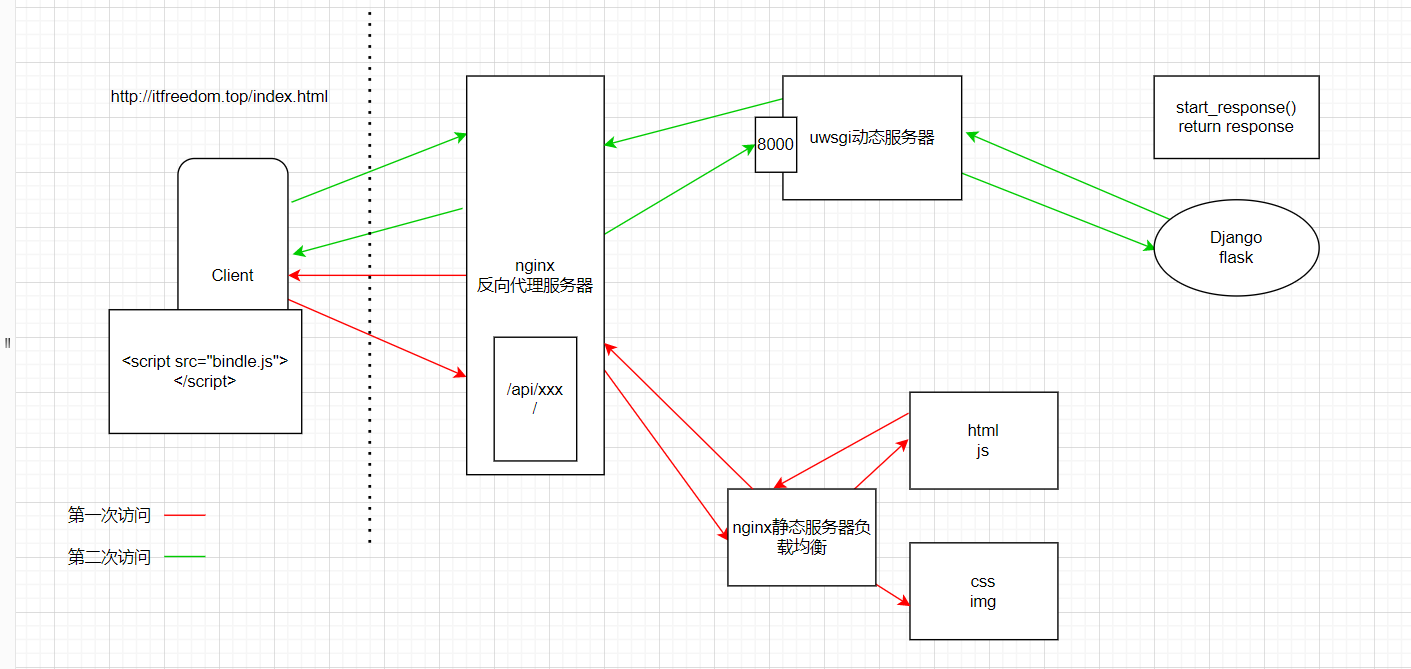 http://itfreedom.top/index.html
Client
<script src="bindle.js">
</script>
第一次访问
第二次访问
nginx
反向代理服务器
/api/xxx
/
8000
uwsgi动态服务器
start_response()
return response
Django
flask
nginx静态服务器负
载均衡
html
js
css
img